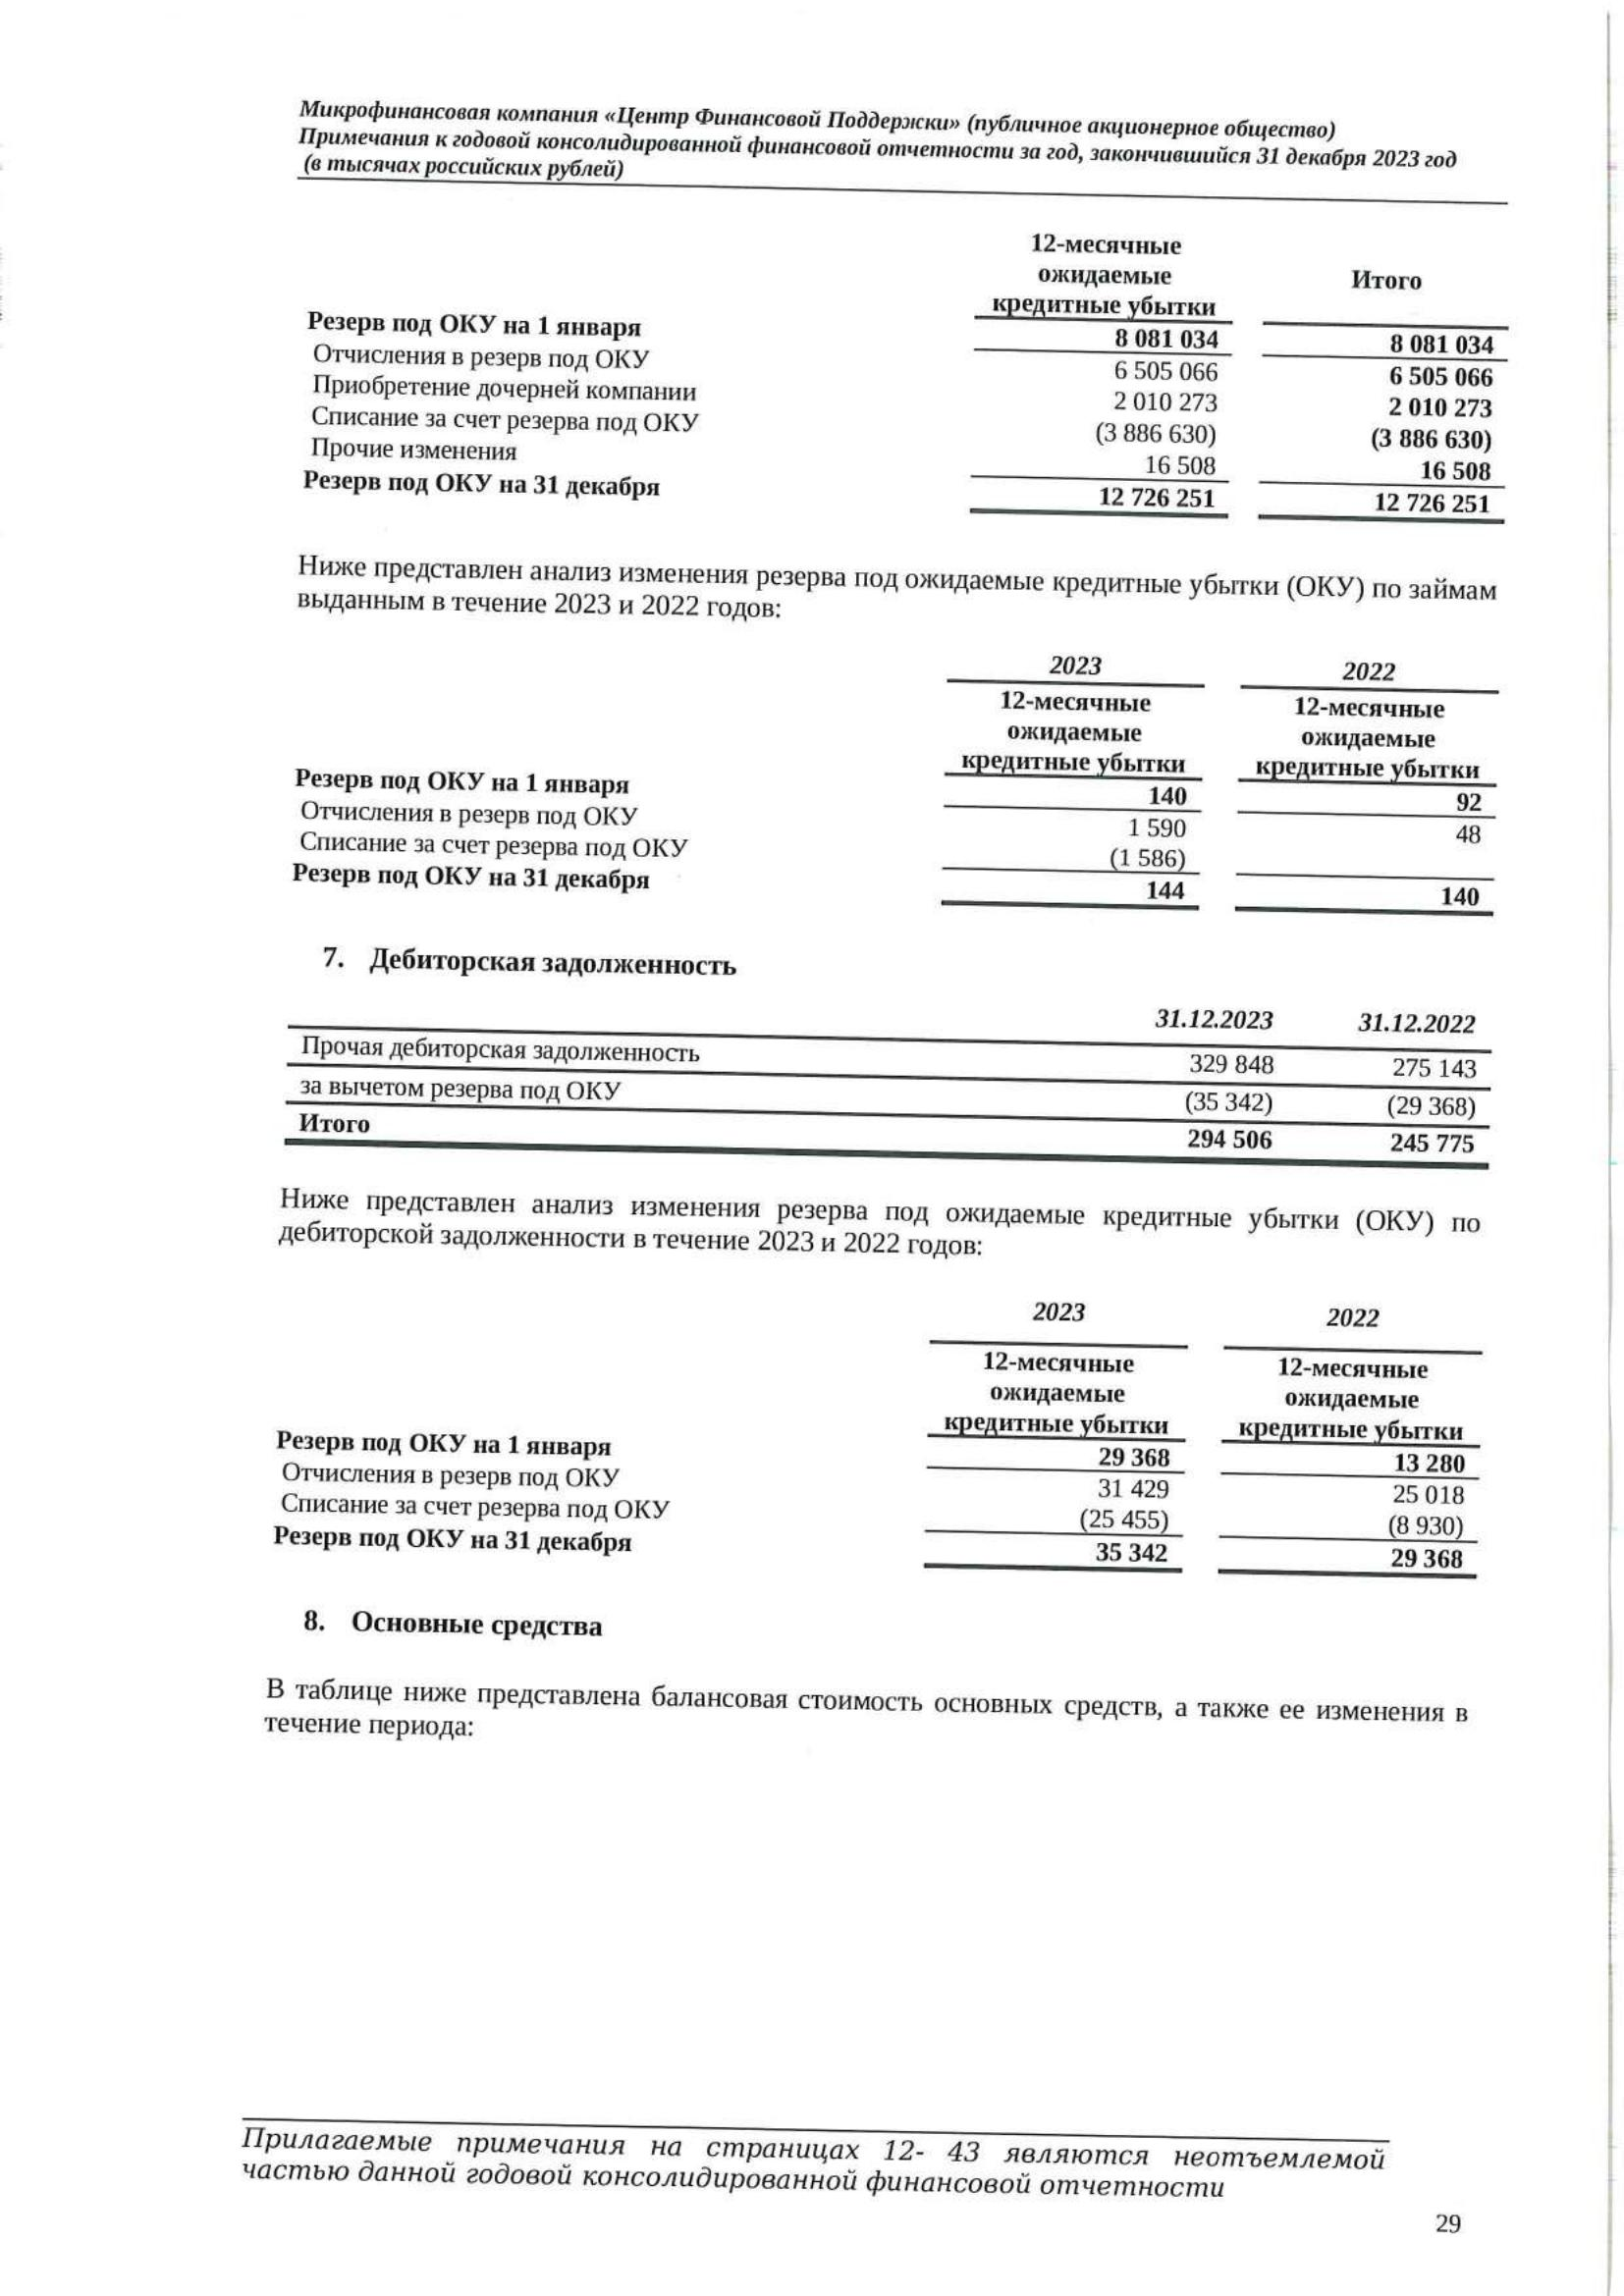 Микрофинансовая компания «Центр Финансовой Поддержки» (публичное акционерное общество)
Примечания к годовой консолидированной финансовой отчетности за год, закончившийся 31 декабря 2023 год
(в тысячах российских рублей)
12-месячные ожидаемые кредитные убытки Итого
Резерв под ОКУ на 1 января 8 081 034 8 081 034
Отчисления в резерв под ОКУ 6 505 066 6 505 066
Приобретение дочерней компании 2 010 273 2 010 273
Списание за счет резерва под ОКУ (3 886 630) (3 886 630)
Прочие изменения 16 508 16 508
Резерв под ОКУ на 31 декабря 12 726 251 12 726 251
Ниже представлен анализ изменения резерва под ожидаемые кредитные убытки (ОКУ) по займам
выданным в течение 2023 и 2022 годов:
2023 2022
12-месячные 12-месячные
ожидаемые ожидаемые
кредитные убытки кредитные убытки
Резерв под ОКУ на 1 января 140 92
Отчисления в резерв под ОКУ 1 590 48
Списание за счет резерва под ОКУ (1 586)
Резерв под ОКУ на 31 декабря 144 140
7. Дебиторская задолженность
31.12.2023 31.12.2022
Прочая дебиторская задолженность 329 848 275 143
за вычетом резерва под ОКУ (35 342) (29 368)
Итого 294 506 245 775
Ниже представлен анализ изменения резерва под ожидаемые кредитные убытки (ОКУ) по
дебиторской задолженности в течение 2023 и 2022 годов:
2023 2022
12-месячные 12-месячные
ожидаемые ожидаемые
кредитные убытки кредитные убытки
Резерв под ОКУ на 1 января 29 368 13 280
Отчисления в резерв под ОКУ 31 429 25 018
Списание за счет резерва под ОКУ (25 455) (8 930)
Резерв под ОКУ на 31 декабря 35 342 29 368
8. Основные средства
В таблице ниже представлена балансовая стоимость основных средств, а также ее изменения в
течение периода:
Прилагаемые примечания на страницах 12- 43 являются неотъемлемой
частью данной годовой консолидированной финансовой отчетности
29